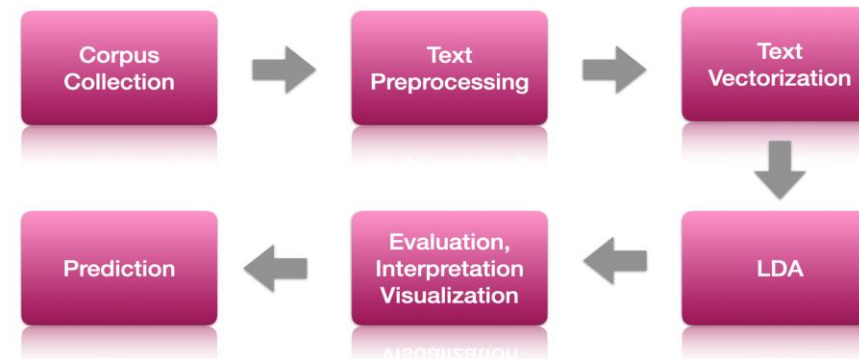 Corpus
Collection
Text
Preprocessing
Text
Vectorization
LDA
Evaluation,
Interpretation
Visualization
Prediction